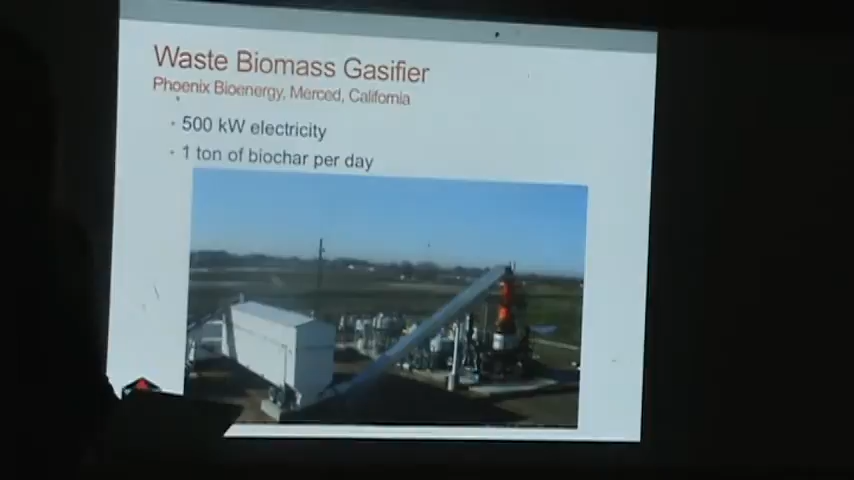 Waste Biomass Gasifier
Phoenix Bioenergy, Merced, California
· 500 kW electricity
· 1 ton of biochar per day